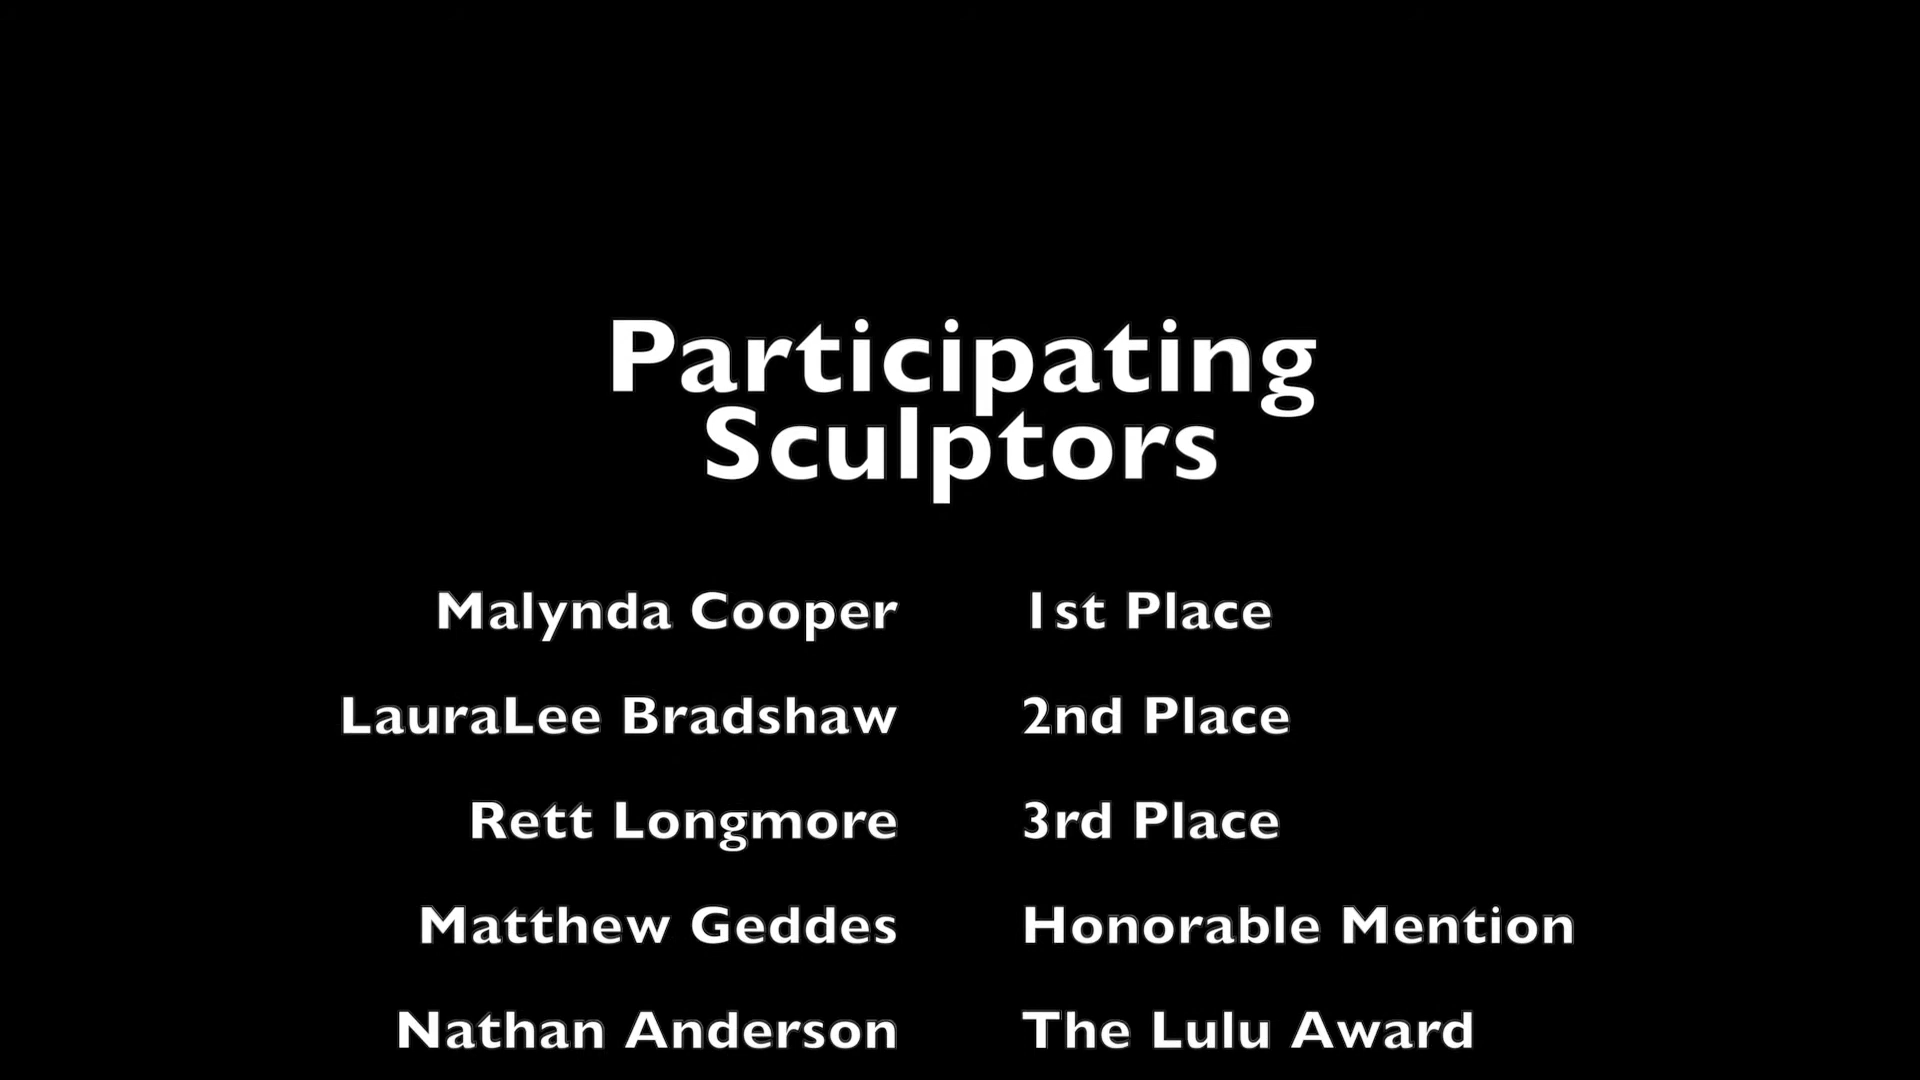 Participating
Sculptors
Malynda Cooper 1st Place
LauraLee Bradshaw 2nd Place
Rett Longmore 3rd Place
Matthew Geddes Honorable Mention
Nathan Anderson The Lulu Award